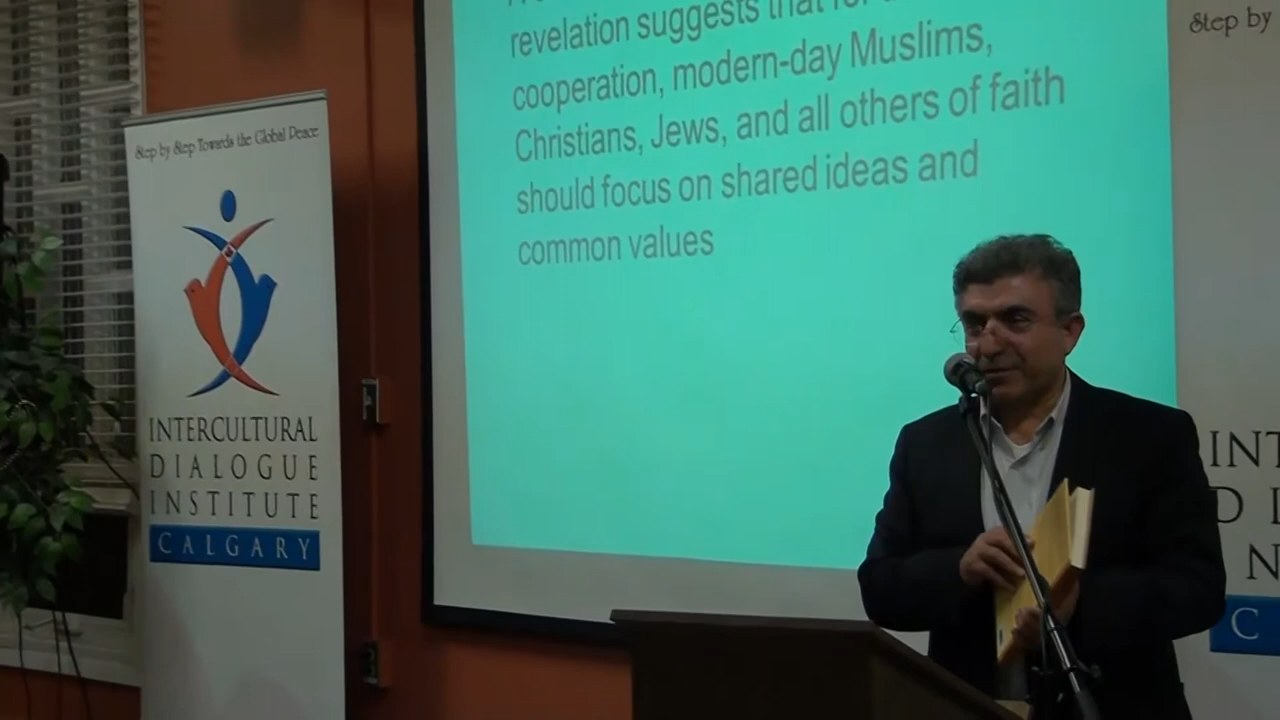 Step by Step Towards the Global Peace
INTERCULTURAL
DIALOGUE
INSTITUTE
CALGARY
revelation suggests that for
cooperation, modern-day Muslims,
Christians, Jews, and all others of faith
should focus on shared ideas and
common values
Step by
INT
D I
N
C